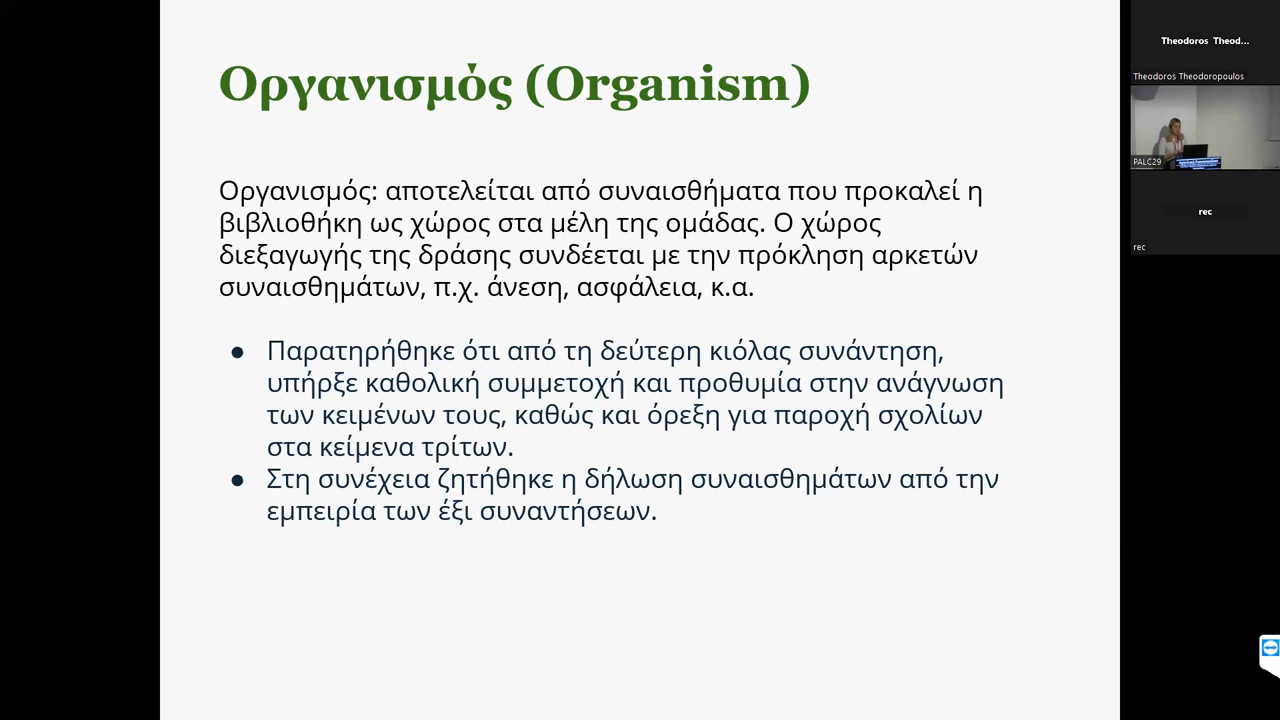 Οργανισμός (Organism)
Οργανισμός: αποτελείται από συναισθήματα που προκαλεί η
βιβλιοθήκη ως χώρος στα μέλη της ομάδας. Ο χώρος
διεξαγωγής της δράσης συνδέεται με την πρόκληση αρκετών
συναισθημάτων, π.χ. άνεση, ασφάλεια, κ.α.
● Παρατηρήθηκε ότι από τη δεύτερη κιόλας συνάντηση,
υπήρξε καθολική συμμετοχή και προθυμία στην ανάγνωση
των κειμένων τους, καθώς και όρεξη για παροχή σχολίων
στα κείμενα τρίτων.
● Στη συνέχεια ζητήθηκε η δήλωση συναισθημάτων από την
εμπειρία των έξι συναντήσεων.
Theodoros Theod...
Theodoros Theodoropoulos
PALC29
rec
rec